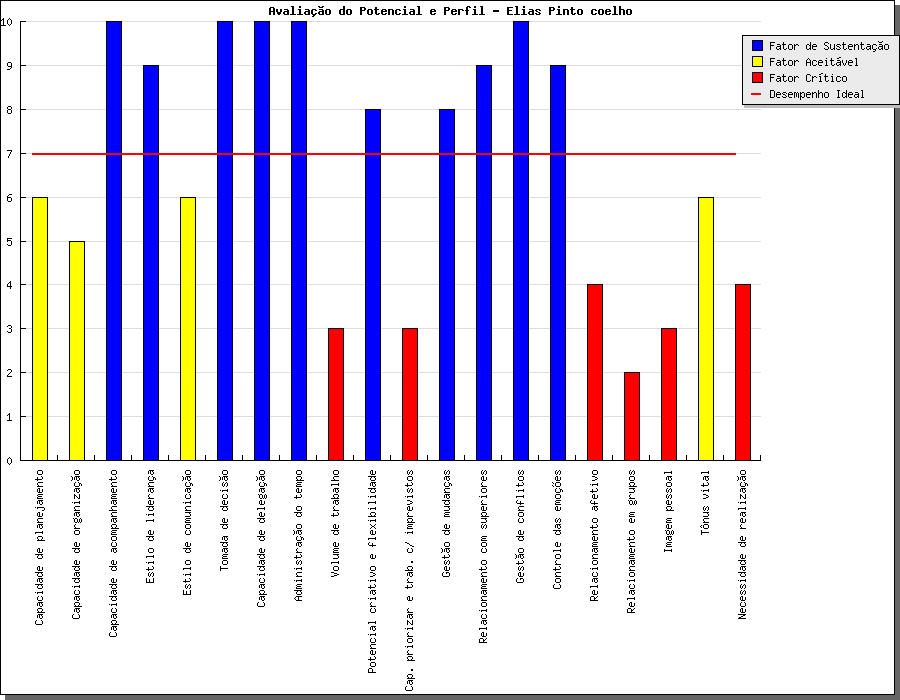 Avaliação do Potencial e Perfil - Elias Pinto coelho
Fator de Sustentação
Fator Aceitável
Fator Crítico
Desempenho Ideal
10
9
8
7
6
5
4
3
2
1
0
Capacidade de planejamento
Capacidade de organização
Capacidade de acompanhamento
Estilo de liderança
Estilo de comunicação
Tomada de decisão
Capacidade de delegação
Administração do tempo
Volume de trabalho
Potencial criativo e flexibilidade
Cap. priorizar e trab. c/ imprevistos
Gestão de mudanças
Relacionamento com superiores
Gestão de conflitos
Controle das emoções
Relacionamento afetivo
Relacionamento em grupos
Imagem pessoal
Tônus vital
Necessidade de realização